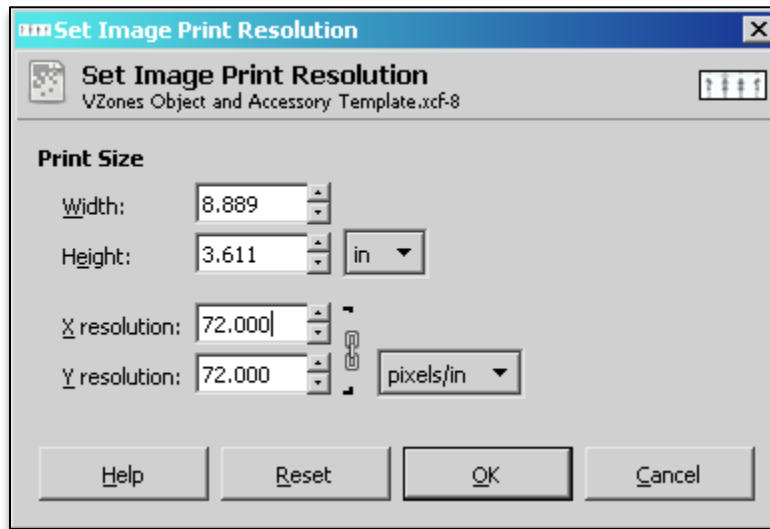 Set Image Print Resolution
Set Image Print Resolution
VZones Object and Accessory Template.xcf-8
Print Size
Width: 8.889
Height: 3.611 in
X resolution: 72.000
Y resolution: 72.000 pixels/in
Help Reset OK Cancel